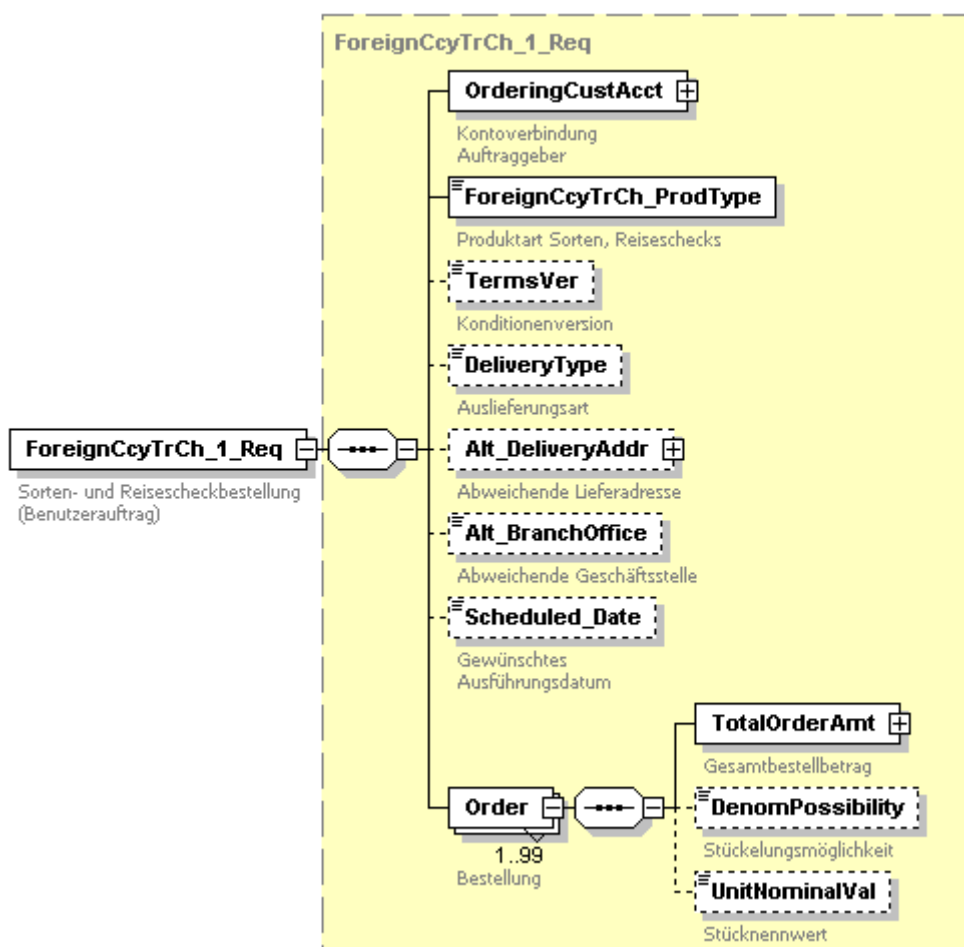 ForeignCcyTrCh_1_Req
OrderingCustAcct
Kontoverbindung
Auftraggeber
ForeignCcyTrCh_ProdType
Produktart Sorten, Reiseschecks
TermsVer
Konditionenversion
DeliveryType
Auslieferungsart
ForeignCcyTrCh_1_Req
Sorten- und Reisescheckbestellung
(Benutzerauftrag)
Alt_DeliveryAddr
Abweichende Lieferadresse
Alt_BranchOffice
Abweichende Geschäftsstelle
Scheduled_Date
Gewünschtes
Ausführungsdatum
Order
1..99
Bestellung
TotalOrderAmt
Gesamtbestellbetrag
DenomPossibility
Stückelungsmöglichkeit
UnitNominalVal
Stücknennwert